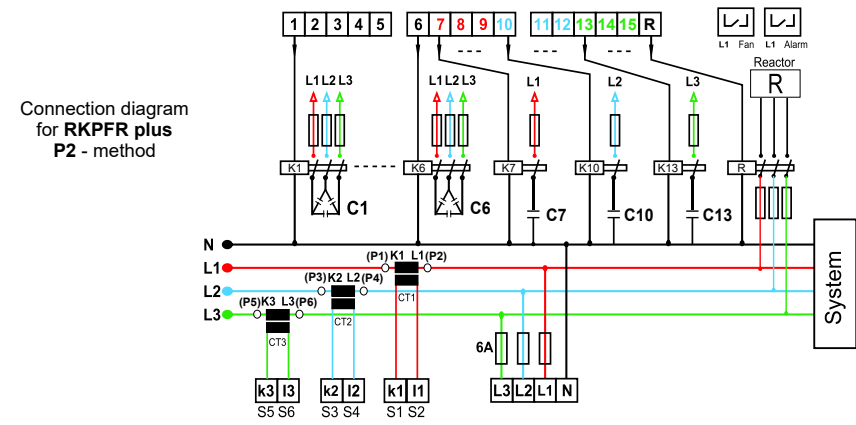 1 2 3 4 5
6 7 8 9 10
11 12 13 14 15 R
L1 Fan L1 Alarm
Reactor
R
Connection diagram
for RKPFR plus
P2 - method
L1 L2 L3
L1 L2 L3
L1
L2
L3
K1
K6
K7
K10
K13
R
C1
C6
C7
C10
C13
N
L1
L2
L3
(P1) K1 L1 (P2)
(P3) K2 L2 (P4)
(P5) K3 L3 (P6)
CT1
CT2
CT3
System
6A
k3 l3
k2 l2
k1 l1
L3 L2 L1 N
S5 S6
S3 S4
S1 S2